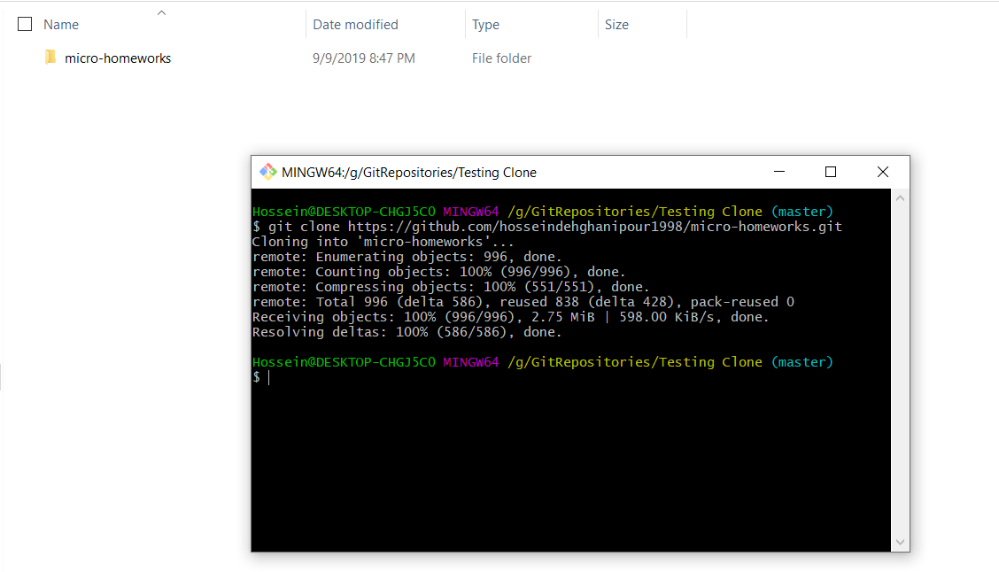 Name Date modified Type Size
micro-homeworks 9/9/2019 8:47 PM File folder
MINGW64:/g/GitRepositories/Testing Clone
Hossein@DESKTOP-CHGJ5CO MINGW64 /g/GitRepositories/Testing Clone (master)
$ git clone https://github.com/hosseindehghanipour1998/micro-homeworks.git
Cloning into 'micro-homeworks'...
remote: Enumerating objects: 996, done.
remote: Counting objects: 100% (996/996), done.
remote: Compressing objects: 100% (551/551), done.
remote: Total 996 (delta 586), reused 838 (delta 428), pack-reused 0
Receiving objects: 100% (996/996), 2.75 MiB | 598.00 KiB/s, done.
Resolving deltas: 100% (586/586), done.
Hossein@DESKTOP-CHGJ5CO MINGW64 /g/GitRepositories/Testing Clone (master)
$